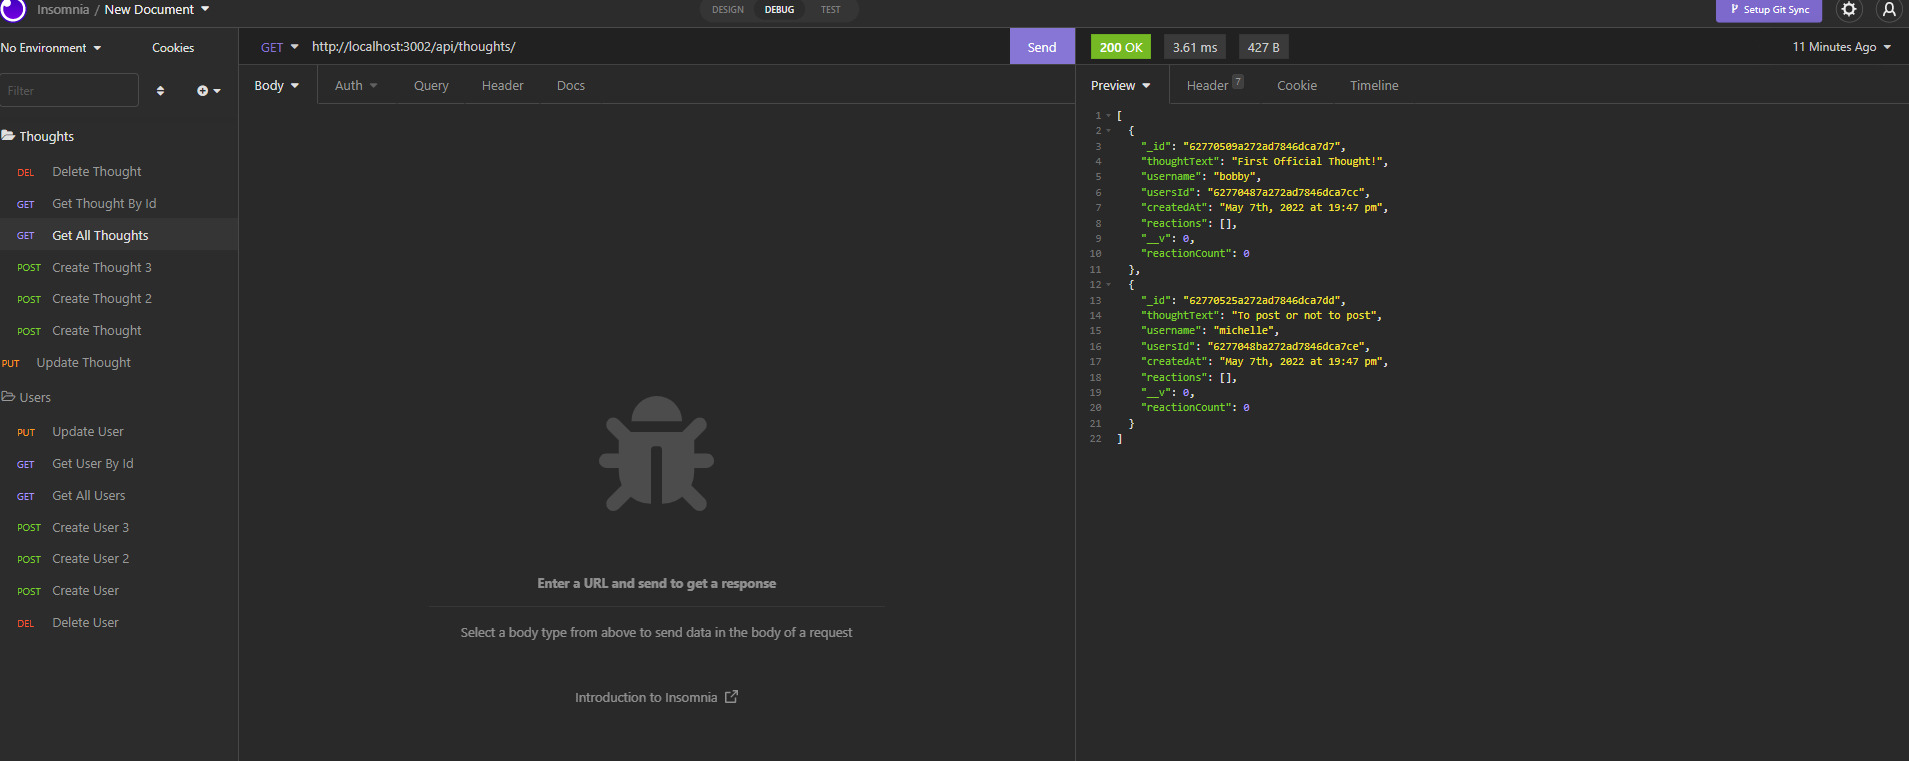 Insomnia / New Document
DESIGN DEBUG TEST
Setup Git Sync
No Environment Cookies
GET http://localhost:3002/api/thoughts/ Send
200 OK 3.61 ms 427 B 11 Minutes Ago
Filter
Body Auth Query Header Docs
Preview Header 7 Cookie Timeline
Thoughts
DEL Delete Thought
GET Get Thought By Id
GET Get All Thoughts
POST Create Thought 3
POST Create Thought 2
POST Create Thought
PUT Update Thought
Users
PUT Update User
GET Get User By Id
GET Get All Users
POST Create User 3
POST Create User 2
POST Create User
DEL Delete User
Enter a URL and send to get a response
Select a body type from above to send data in the body of a request
Introduction to Insomnia
1 [
2 {
3 "_id": "62770509a272ad7846dca7d7",
4 "thoughtText": "First Official Thought!",
5 "username": "bobby",
6 "usersId": "62770487a272ad7846dca7cc",
7 "createdAt": "May 7th, 2022 at 19:47 pm",
8 "reactions": [],
9 "__v": 0,
10 "reactionCount": 0
11 },
12 {
13 "_id": "62770525a272ad7846dca7dd",
14 "thoughtText": "To post or not to post",
15 "username": "michelle",
16 "usersId": "6277048ba272ad7846dca7ce",
17 "createdAt": "May 7th, 2022 at 19:47 pm",
18 "reactions": [],
19 "__v": 0,
20 "reactionCount": 0
21 }
22 ]